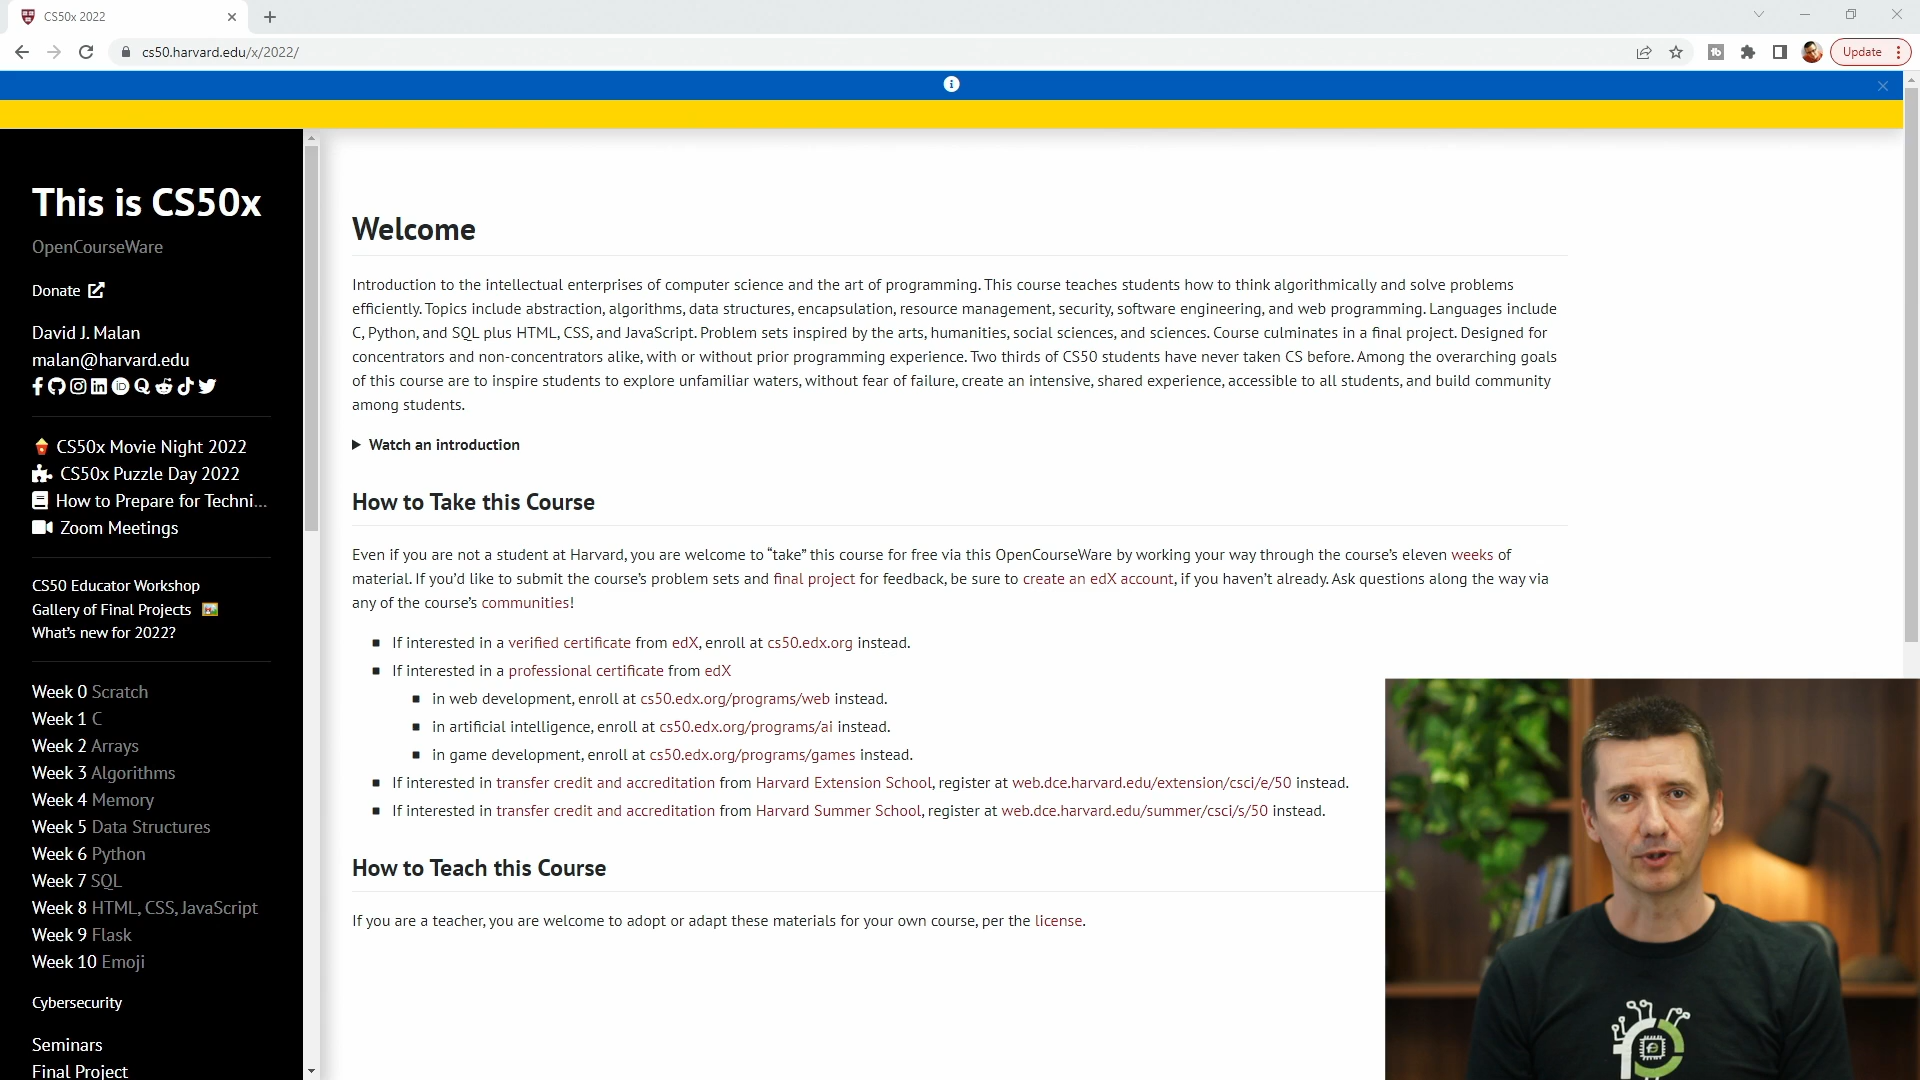 CS50x 2022
cs50.harvard.edu/x/2022/
Update
This is CS50x
OpenCourseWare
Donate
David J. Malan
malan@harvard.edu
CS50x Movie Night 2022
CS50x Puzzle Day 2022
How to Prepare for Techni...
Zoom Meetings
CS50 Educator Workshop
Gallery of Final Projects
What's new for 2022?
Week 0 Scratch
Week 1 C
Week 2 Arrays
Week 3 Algorithms
Week 4 Memory
Week 5 Data Structures
Week 6 Python
Week 7 SQL
Week 8 HTML, CSS, JavaScript
Week 9 Flask
Week 10 Emoji
Cybersecurity
Seminars
Final Project
Welcome
Introduction to the intellectual enterprises of computer science and the art of programming. This course teaches students how to think algorithmically and solve problems
efficiently. Topics include abstraction, algorithms, data structures, encapsulation, resource management, security, software engineering, and web programming. Languages include
C, Python, and SQL plus HTML, CSS, and JavaScript. Problem sets inspired by the arts, humanities, social sciences, and sciences. Course culminates in a final project. Designed for
concentrators and non-concentrators alike, with or without prior programming experience. Two thirds of CS50 students have never taken CS before. Among the overarching goals
of this course are to inspire students to explore unfamiliar waters, without fear of failure, create an intensive, shared experience, accessible to all students, and build community
among students.
Watch an introduction
How to Take this Course
Even if you are not a student at Harvard, you are welcome to “take” this course for free via this OpenCourseWare by working your way through the course’s eleven weeks of
material. If you’d like to submit the course’s problem sets and final project for feedback, be sure to create an edX account, if you haven’t already. Ask questions along the way via
any of the course’s communities!
If interested in a verified certificate from edX, enroll at cs50.edx.org instead.
If interested in a professional certificate from edX
in web development, enroll at cs50.edx.org/programs/web instead.
in artificial intelligence, enroll at cs50.edx.org/programs/ai instead.
in game development, enroll at cs50.edx.org/programs/games instead.
If interested in transfer credit and accreditation from Harvard Extension School, register at web.dce.harvard.edu/extension/csci/e/50 instead.
If interested in transfer credit and accreditation from Harvard Summer School, register at web.dce.harvard.edu/summer/csci/s/50 instead.
How to Teach this Course
If you are a teacher, you are welcome to adopt or adapt these materials for your own course, per the license.